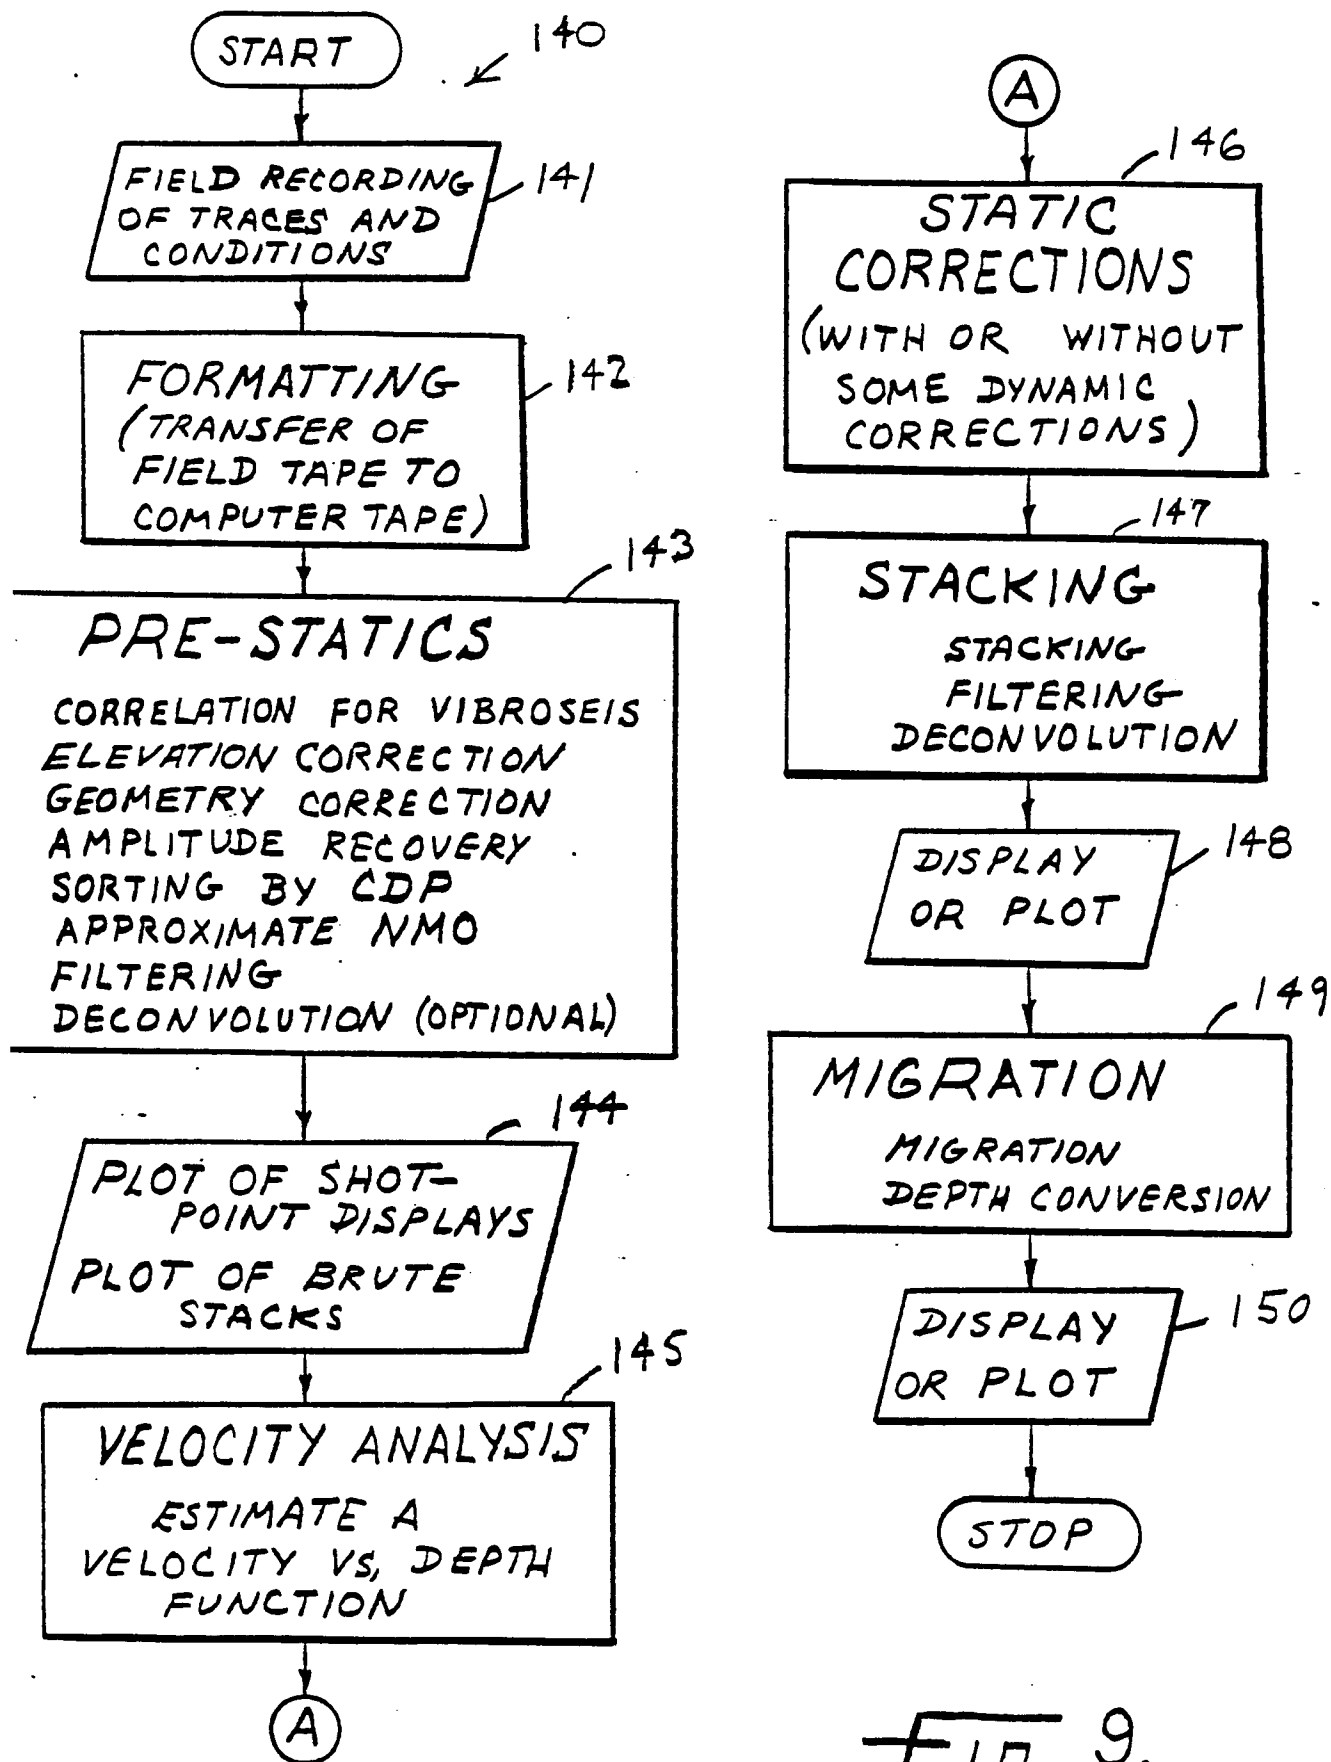 START
140
FIELD RECORDING
OF TRACES AND
CONDITIONS
141
FORMATTING
(TRANSFER OF
FIELD TAPE TO
COMPUTER TAPE)
142
143
PRE-STATICS
CORRELATION FOR VIBROSEIS
ELEVATION CORRECTION
GEOMETRY CORRECTION
AMPLITUDE RECOVERY
SORTING BY CDP
APPROXIMATE NMO
FILTERING
DECONVOLUTION (OPTIONAL)
144
PLOT OF SHOT-
POINT DISPLAYS
PLOT OF BRUTE
STACKS
145
VELOCITY ANALYSIS
ESTIMATE A
VELOCITY VS. DEPTH
FUNCTION
A
A
146
STATIC
CORRECTIONS
(WITH OR WITHOUT
SOME DYNAMIC
CORRECTIONS)
147
STACKING
STACKING
FILTERING
DECONVOLUTION
148
DISPLAY
OR PLOT
149
MIGRATION
MIGRATION
DEPTH CONVERSION
150
DISPLAY
OR PLOT
STOP
Fig 9.